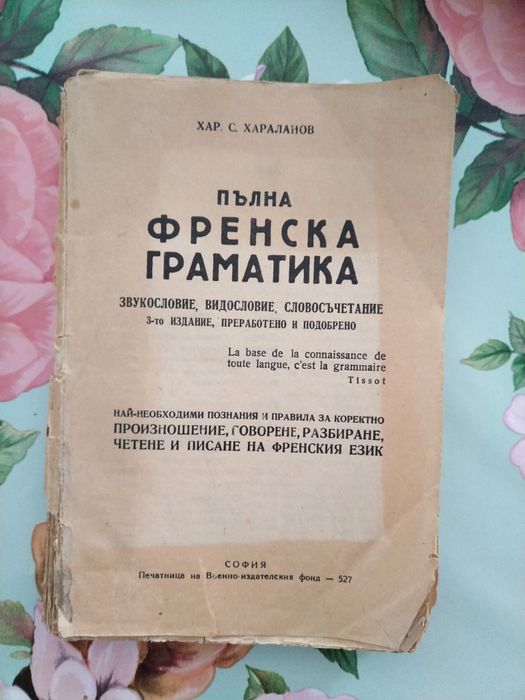 ХАР. С. ХАРАЛАНОВ
ПЪЛНА
ФРЕНСКА
ГРАМАТИКА
ЗВУКОСЛОВИЕ, ВИДОСЛОВИЕ, СЛОВОСЪЧЕТАНИЕ
3-то ИЗДАНИЕ, ПРЕРАБОТЕНО И ПОДОБРЕНО
La base de la connaissance de
toute langue, c'est la grammaire
Tissot
НАЙ-НЕОБХОДИМИ ПОЗНАНИЯ И ПРАВИЛА ЗА КОРЕКТНО
ПРОИЗНОШЕНИЕ, ГОВОРЕНЕ, РАЗБИРАНЕ,
ЧЕТЕНЕ И ПИСАНЕ НА ФРЕНСКИЯ ЕЗИК
СОФИЯ
Печатница на Военно-издателския фонд — 527